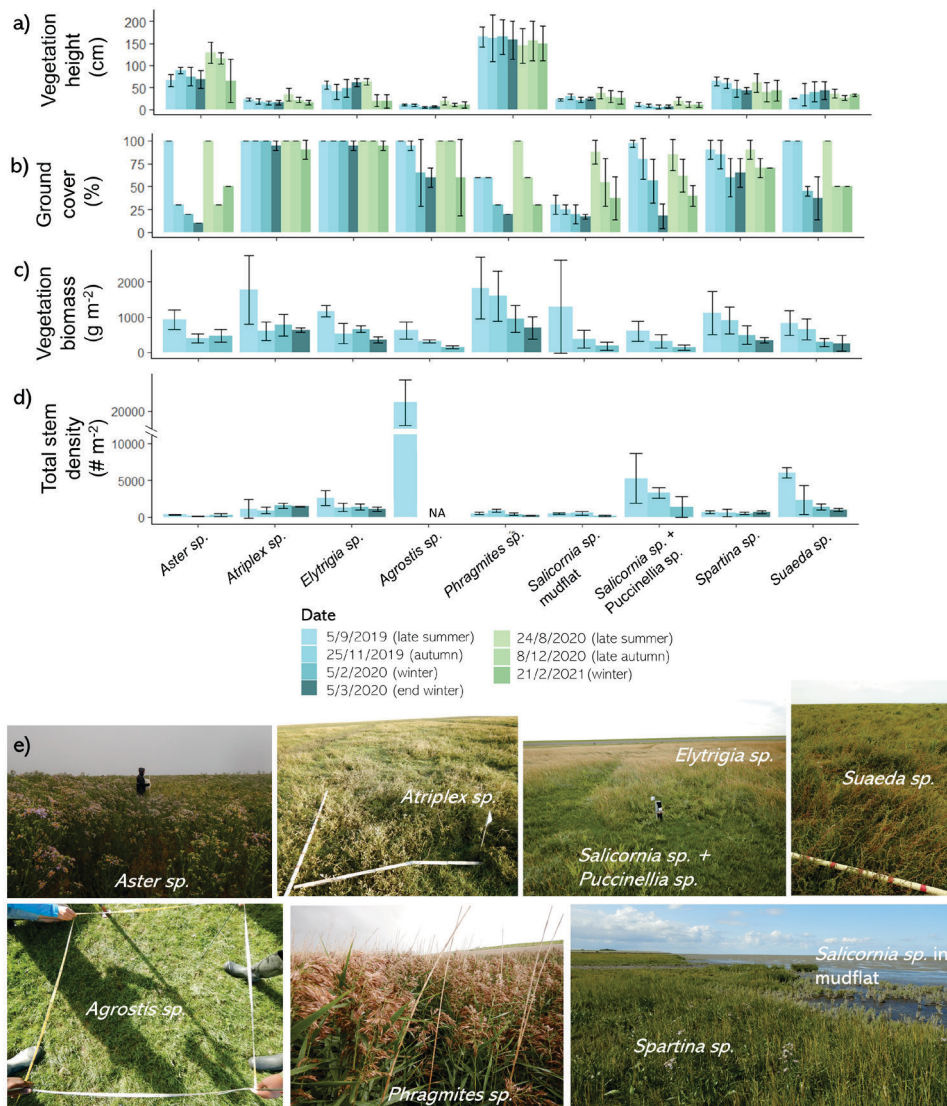 a)
Vegetation
height
(cm)
200
150
100
50
0
b)
Ground
cover
(%)
100
75
50
25
0
c)
Vegetation
biomass
(g m⁻²)
2000
1000
0
d)
Total stem
density
(# m⁻²)
20000
10000
5000
0
NA
Aster sp.
Atriplex sp.
Elytrigia sp.
Agrostis sp.
Phragmites sp.
Salicornia sp.
mudflat
Salicornia sp. +
Puccinellia sp.
Spartina sp.
Suaeda sp.
Date
5/9/2019 (late summer)
25/11/2019 (autumn)
5/2/2020 (winter)
5/3/2020 (end winter)
24/8/2020 (late summer)
8/12/2020 (late autumn)
21/2/2021 (winter)
e)
Aster sp.
Atriplex sp.
Elytrigia sp.
Salicornia sp. +
Puccinellia sp.
Suaeda sp.
Agrostis sp.
Phragmites sp.
Salicornia sp. in
mudflat
Spartina sp.